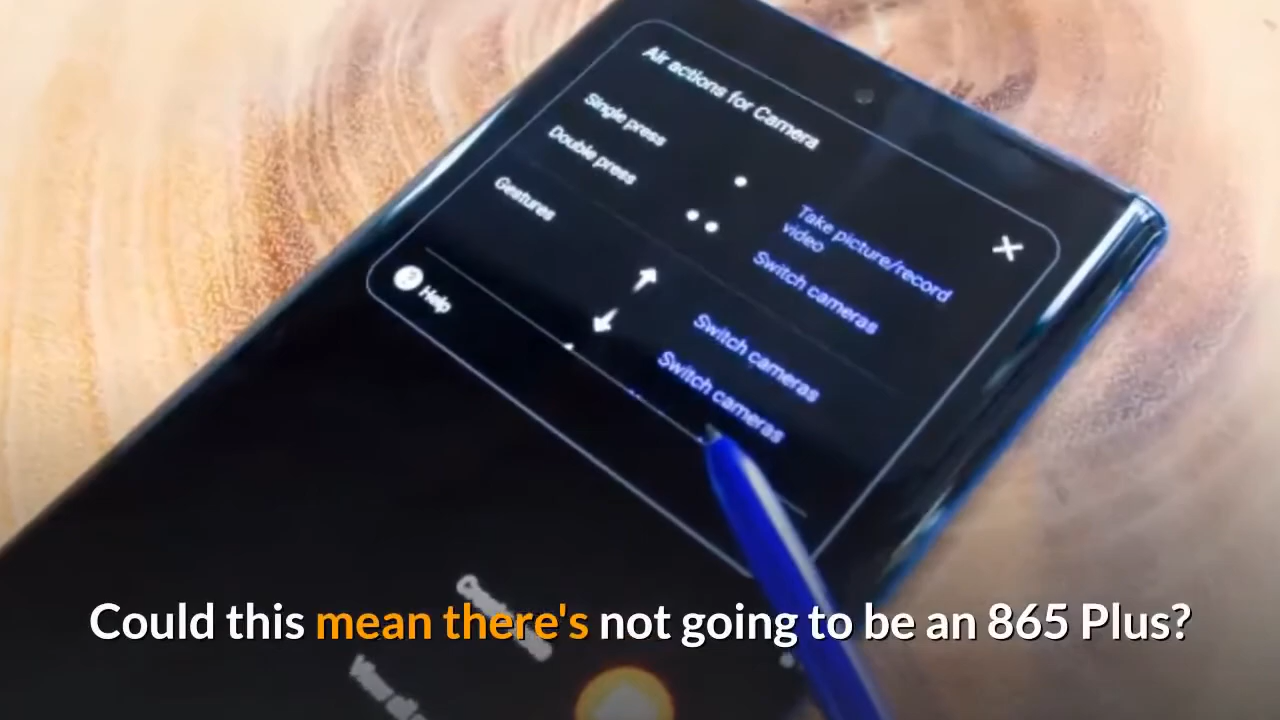 Air actions for Camera
Single press
Take picture/record
video
Double press
Switch cameras
Gestures
Switch cameras
Switch cameras
? Help
Could this mean there's not going to be an 865 Plus?